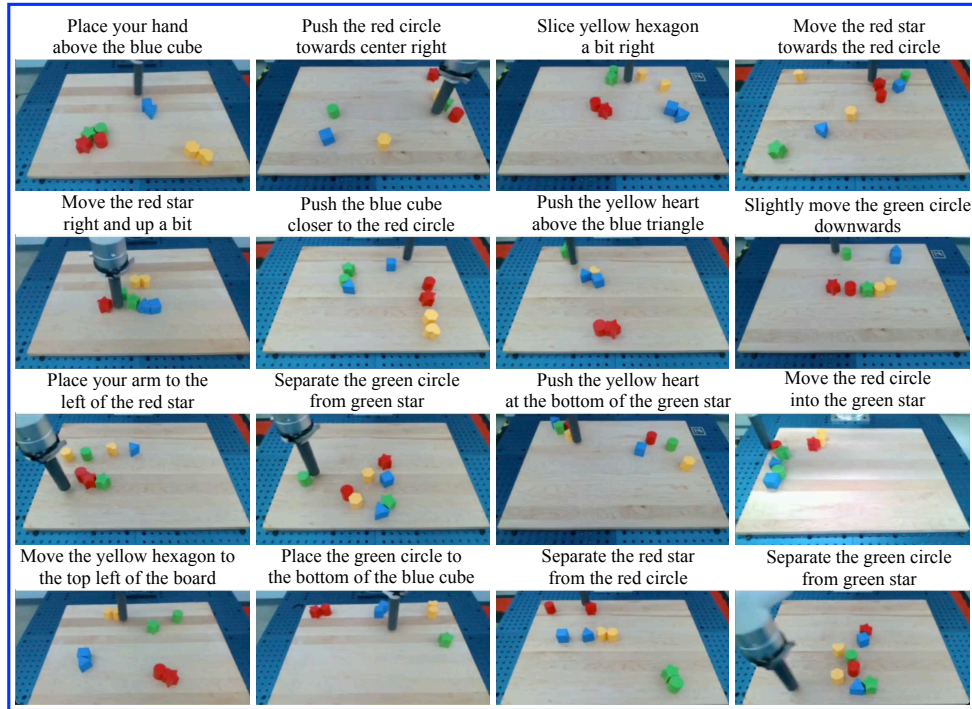 Place your hand
above the blue cube
Push the red circle
towards center right
Slice yellow hexagon
a bit right
Move the red star
towards the red circle
Move the red star
right and up a bit
Push the blue cube
closer to the red circle
Push the yellow heart
above the blue triangle
Slightly move the green circle
downwards
Place your arm to the
left of the red star
Separate the green circle
from green star
Push the yellow heart
at the bottom of the green star
Move the red circle
into the green star
Move the yellow hexagon to
the top left of the board
Place the green circle to
the bottom of the blue cube
Separate the red star
from the red circle
Separate the green circle
from green star